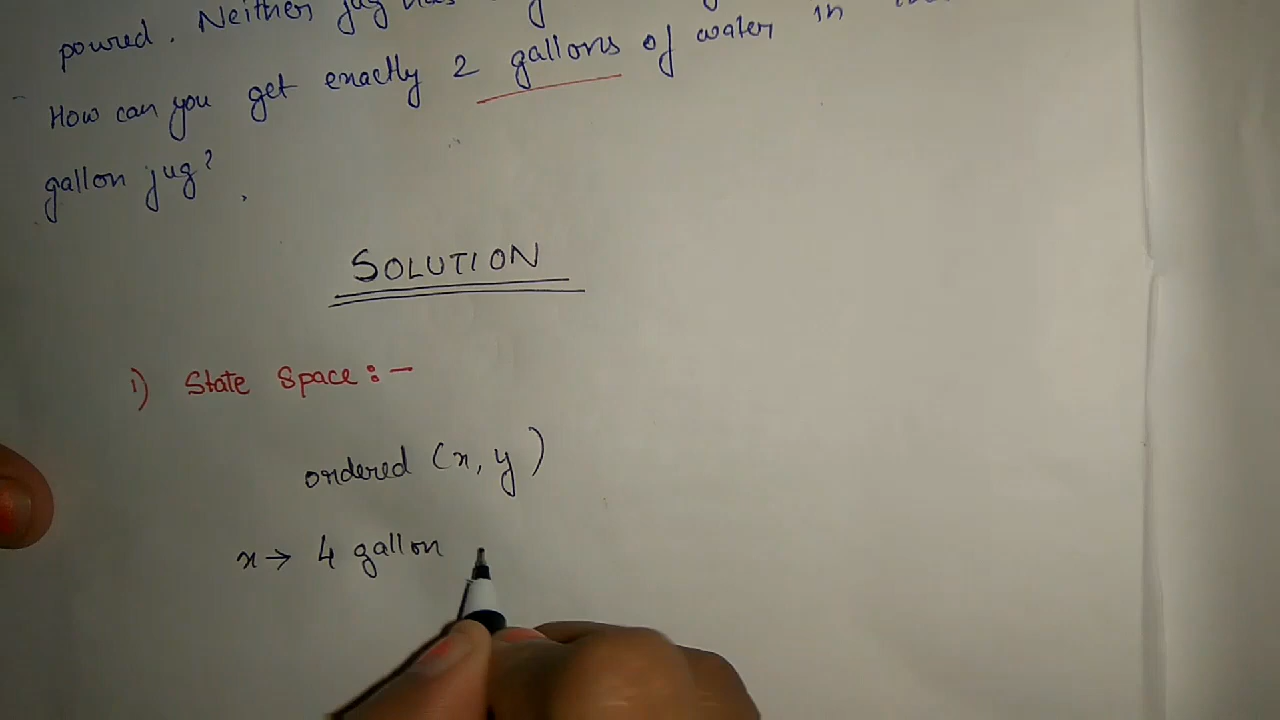 poured. Neither jug has
How can you get exactly 2 gallons of water in
gallon jug?
SOLUTION
i) State Space :-
ordered (x, y)
x → 4 gallon